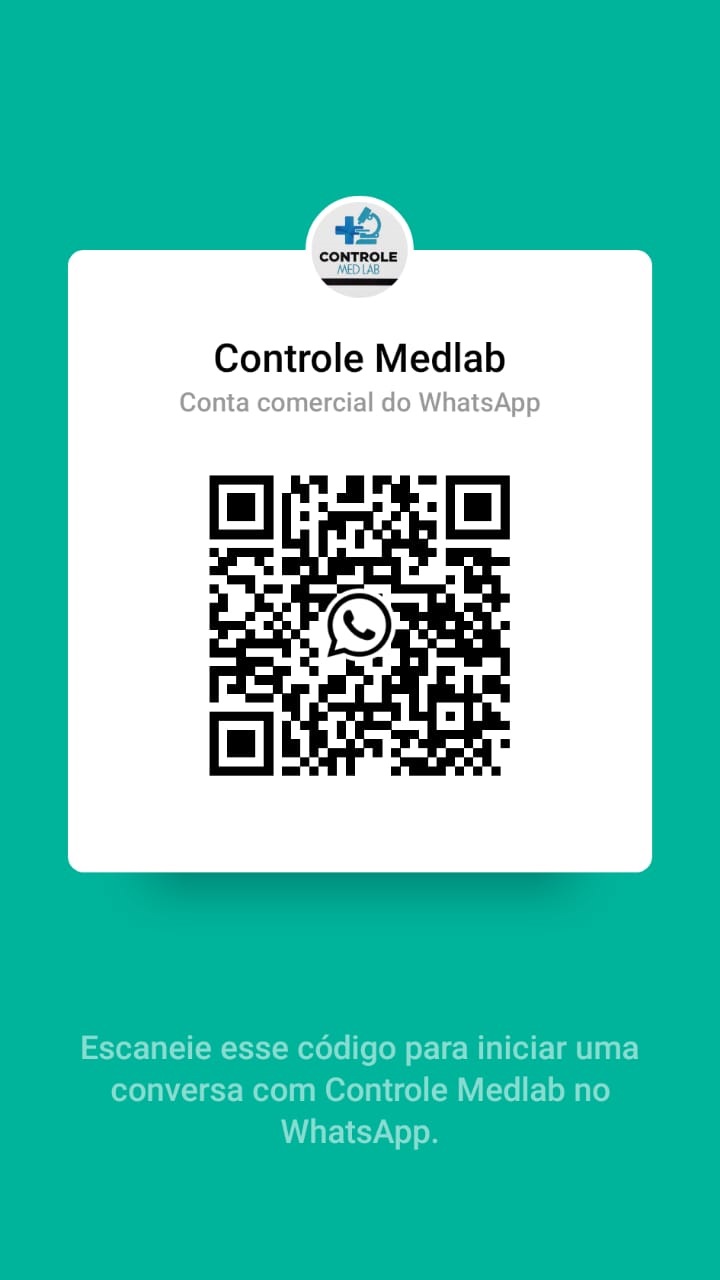 CONTROLE
MED LAB
Controle Medlab
Conta comercial do WhatsApp
Escaneie esse código para iniciar uma
conversa com Controle Medlab no
WhatsApp.